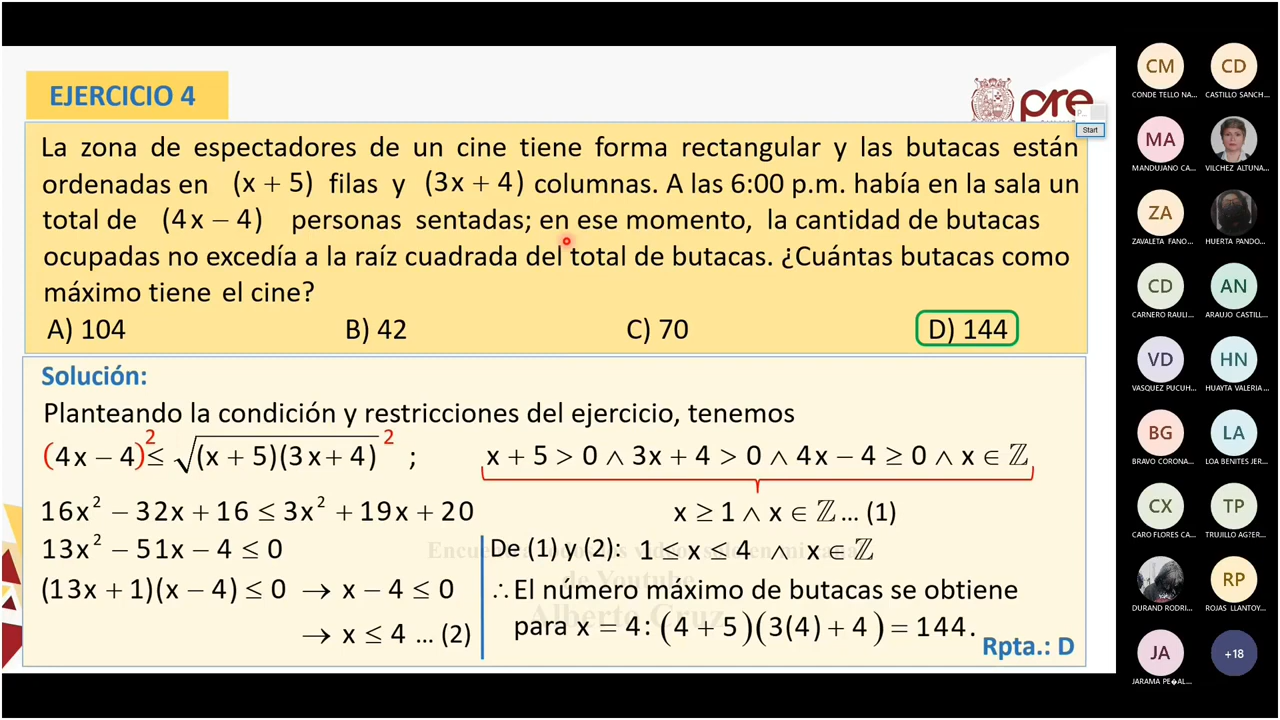 EJERCICIO 4
pre
P...
Start
La zona de espectadores de un cine tiene forma rectangular y las butacas están
ordenadas en (x + 5) filas y (3x + 4) columnas. A las 6:00 p.m. había en la sala un
total de (4x − 4) personas sentadas; en ese momento, la cantidad de butacas
ocupadas no excedía a la raíz cuadrada del total de butacas. ¿Cuántas butacas como
máximo tiene el cine?
A) 104 B) 42 C) 70 D) 144
Solución:
Planteando la condición y restricciones del ejercicio, tenemos
(4x − 4)² ≤ √(x + 5)(3x + 4)² ; x + 5 > 0 ∧ 3x + 4 > 0 ∧ 4x − 4 ≥ 0 ∧ x ∈ ℤ
16x² − 32x + 16 ≤ 3x² + 19x + 20
x ≥ 1 ∧ x ∈ ℤ ... (1)
13x² − 51x − 4 ≤ 0
(13x + 1)(x − 4) ≤ 0 → x − 4 ≤ 0
→ x ≤ 4 ... (2)
De (1) y (2): 1 ≤ x ≤ 4 ∧ x ∈ ℤ
∴ El número máximo de butacas se obtiene
para x = 4: (4 + 5)(3(4) + 4) = 144.
Rpta.: D
de Youtube
Alberto Cruz
CM CD
CONDE TELLO NA... CASTILLO SANCH...
MA
MANDUJANO CA... VILCHEZ ALTUNA...
ZA
ZAVALETA FANO... HUERTA PANDO...
CD AN
CARNERO RAULI... ARAUJO CASTILL...
VD HN
VASQUEZ PUCUH... HUAYTA VALERIA...
BG LA
BRAVO CORONA... LOA BENITES JER...
CX TP
CARO FLORES CA... TRUJILLO AGTER...
RP
DURAND RODRI... ROJAS LLANTOY...
JA +18
JARAMA PE�AL...